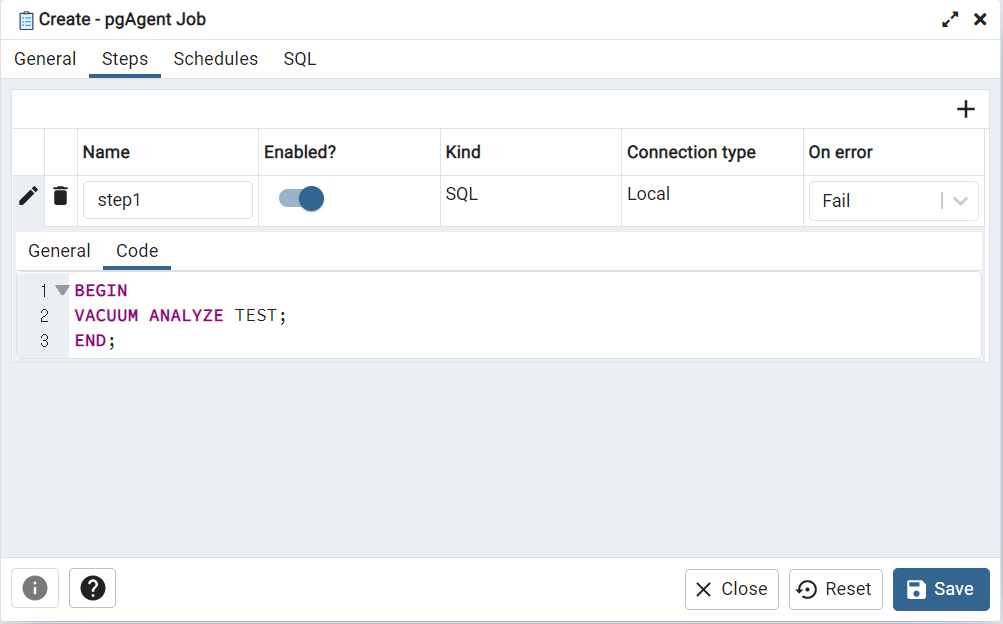 Create - pgAgent Job
General Steps Schedules SQL
Name Enabled? Kind Connection type On error
step1 SQL Local Fail
General Code
1 BEGIN
2 VACUUM ANALYZE TEST;
3 END;
Close Reset Save